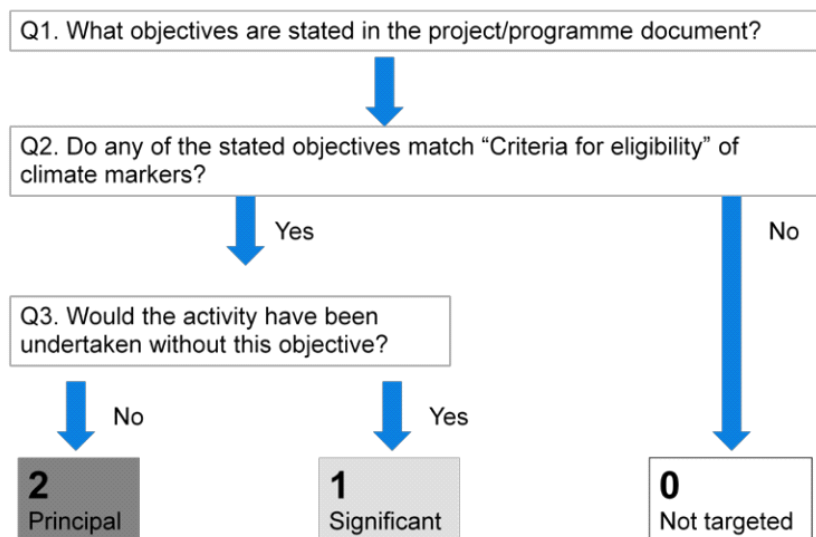 Q1. What objectives are stated in the project/programme document?
Q2. Do any of the stated objectives match “Criteria for eligibility” of
climate markers?
Yes
No
Q3. Would the activity have been
undertaken without this objective?
No
Yes
2
Principal
1
Significant
0
Not targeted